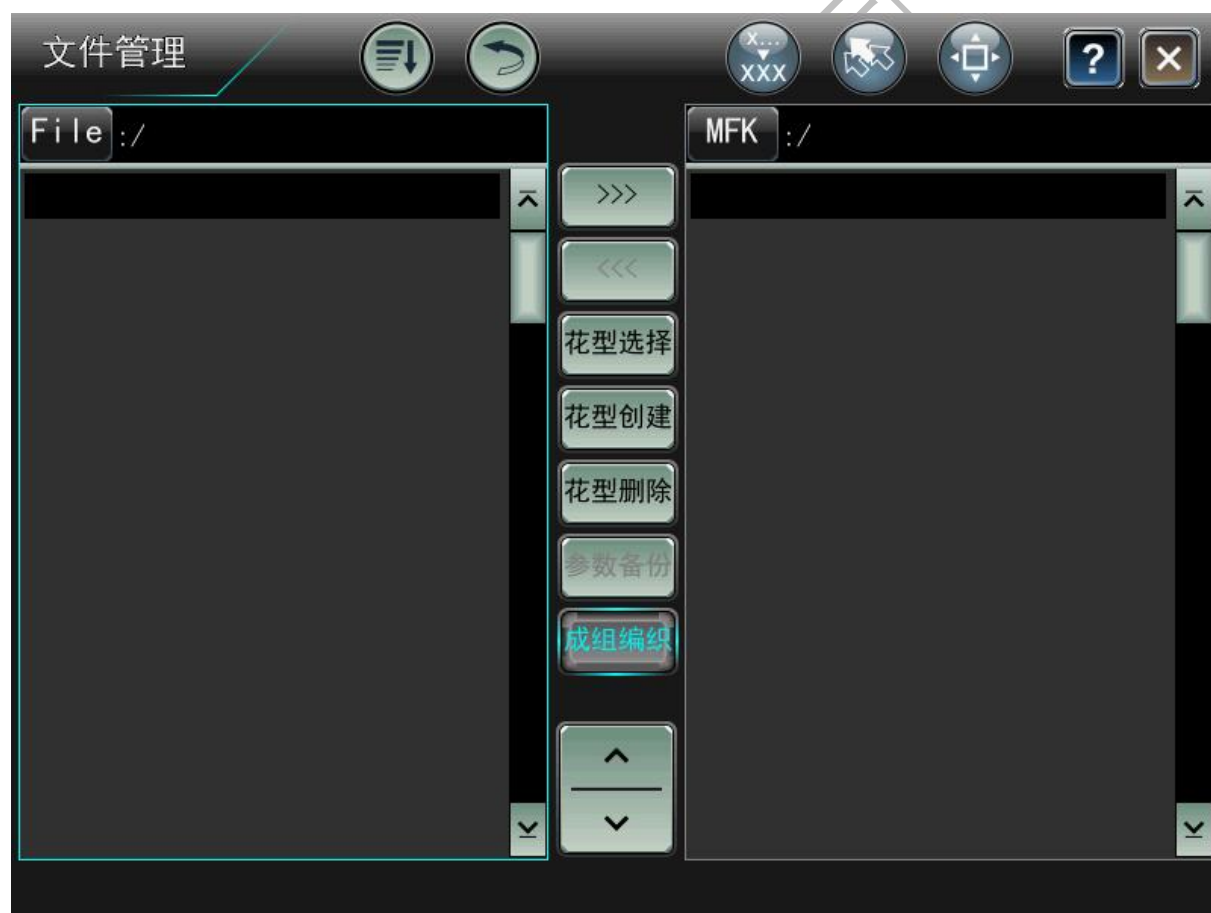 文件管理
X...
XXX
?
File :/
MFK :/
>>>
<<<
花型选择
花型创建
花型删除
参数备份
成组编织